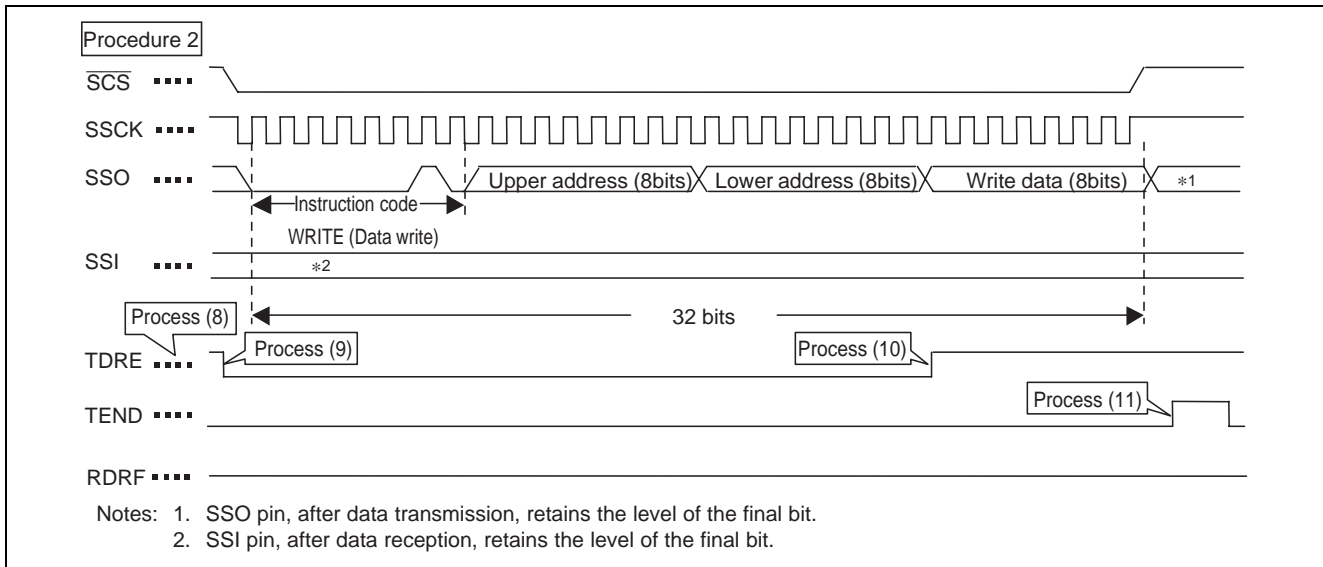 Procedure 2
SCS ....
SSCK ....
SSO .... Upper address (8bits) Lower address (8bits) Write data (8bits) *1
Instruction code
WRITE (Data write)
SSI .... *2
Process (8) 32 bits
Process (9) Process (10)
TDRE ....
Process (11)
TEND ....
RDRF ....
Notes: 1. SSO pin, after data transmission, retains the level of the final bit.
2. SSI pin, after data reception, retains the level of the final bit.